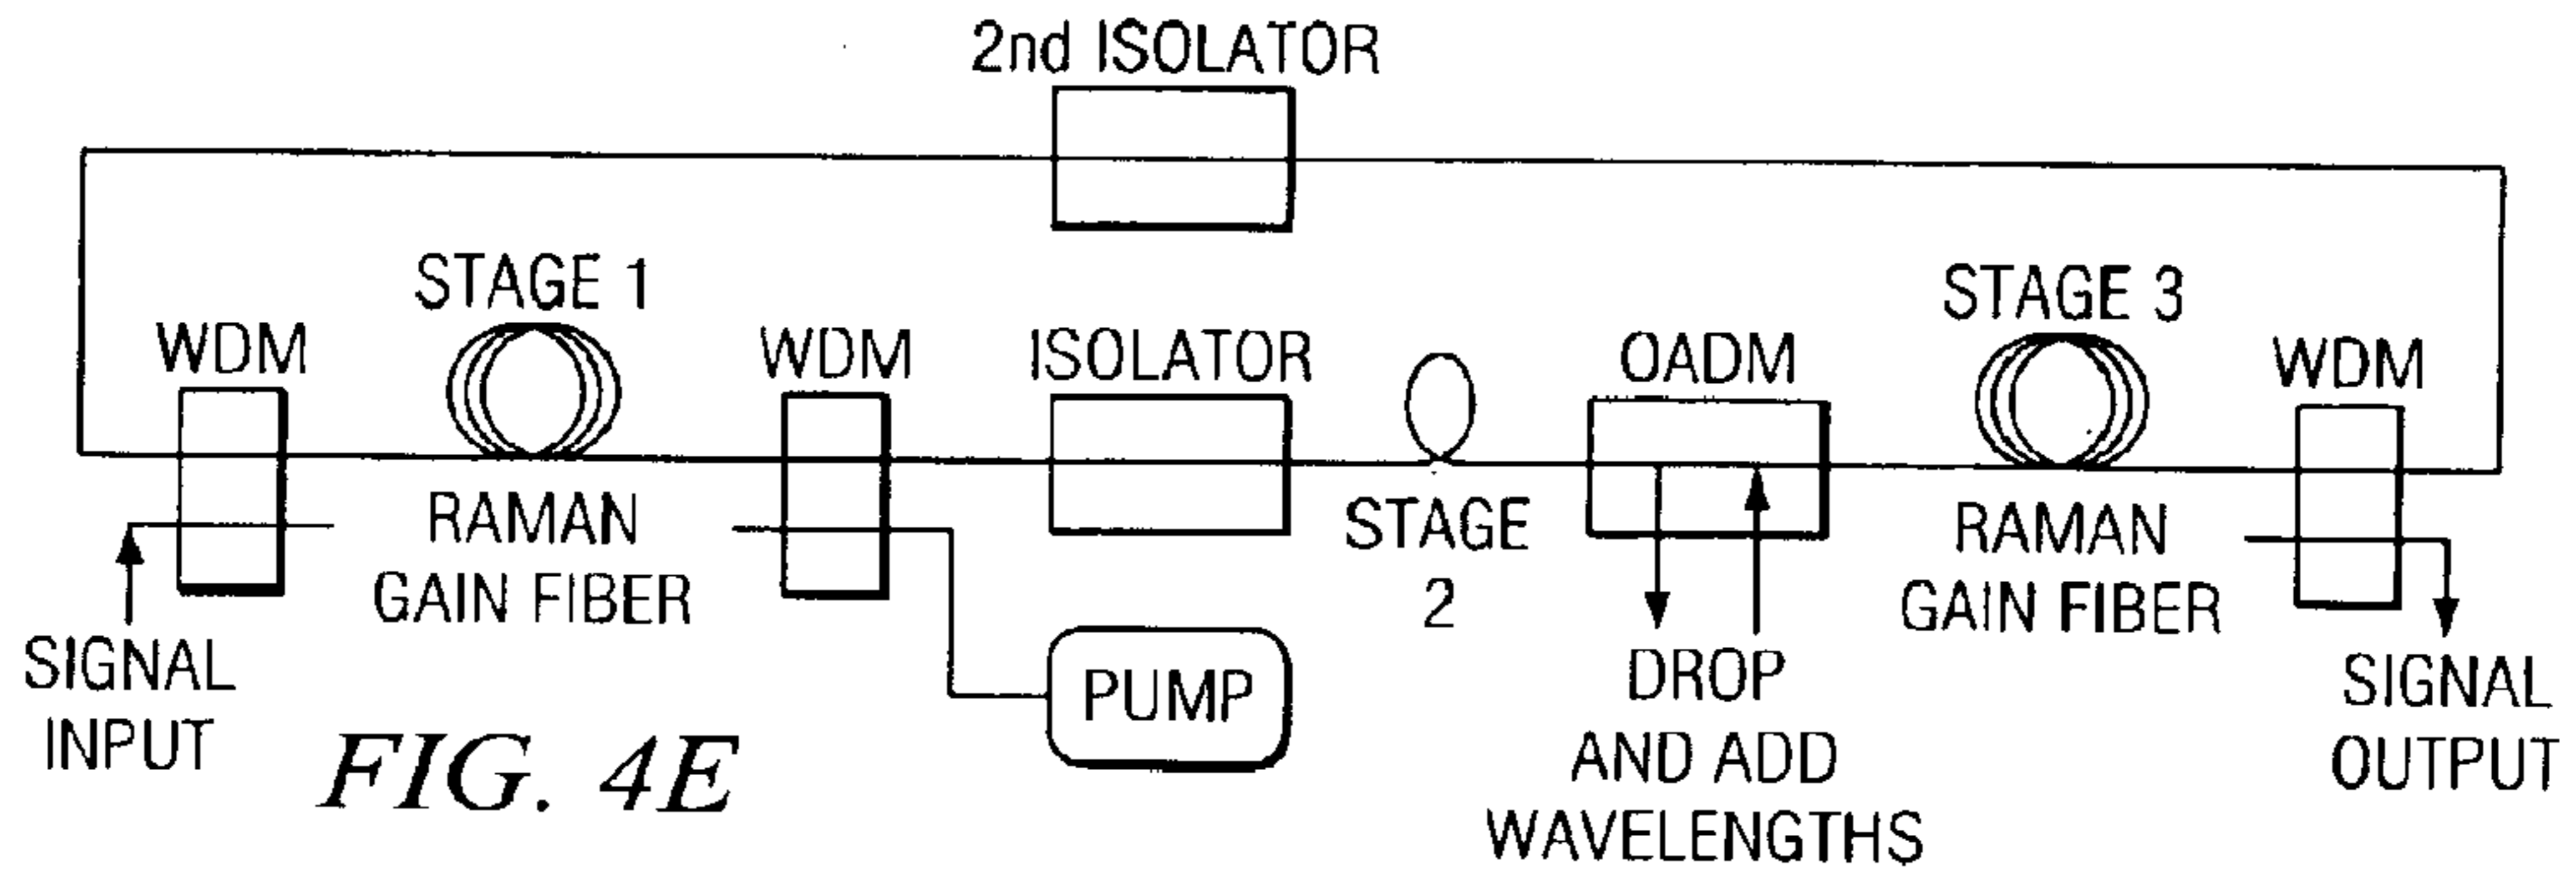 2nd ISOLATOR
STAGE 1
STAGE 3
WDM
WDM
ISOLATOR
OADM
WDM
RAMAN
GAIN FIBER
STAGE
2
RAMAN
GAIN FIBER
SIGNAL
INPUT
PUMP
DROP
AND ADD
WAVELENGTHS
SIGNAL
OUTPUT
FIG. 4E